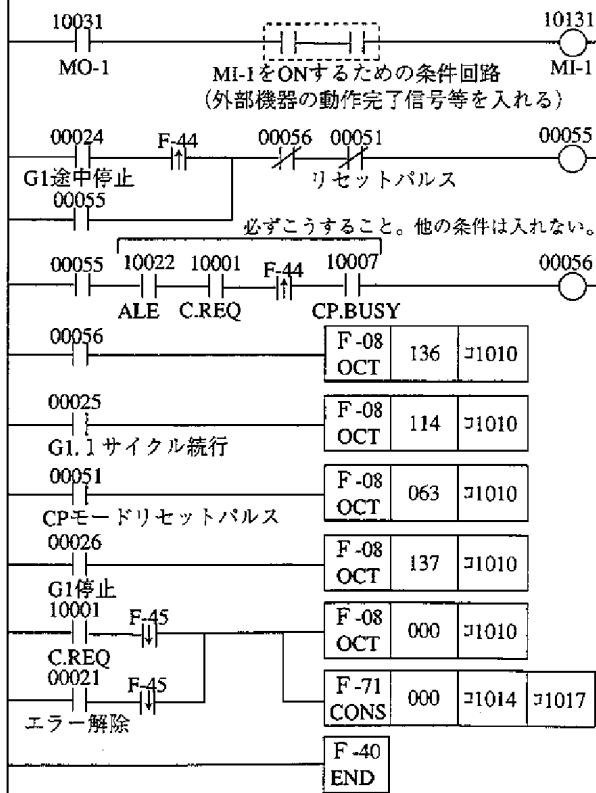 10031 10131
MO-1 MI-1
MI-1をONするための条件回路
(外部機器の動作完了信号等を入れる)
00024 F-44 00056 00051 00055
G1途中停止 リセットパルス
00055
必ずこうすること。他の条件は入れない。
00055 10022 10001 F-44 10007 00056
ALE C.REQ CP.BUSY
00056 F-08 OCT 136 コ1010
00025 F-08 OCT 114 コ1010
G1.1サイクル続行
00051 F-08 OCT 063 コ1010
CPモードリセットパルス
00026 F-08 OCT 137 コ1010
G1停止
10001 F-45 F-08 OCT 000 コ1010
C.REQ
00021 F-45 F-71 CONS 000 コ1014 コ1017
エラー解除
F-40 END